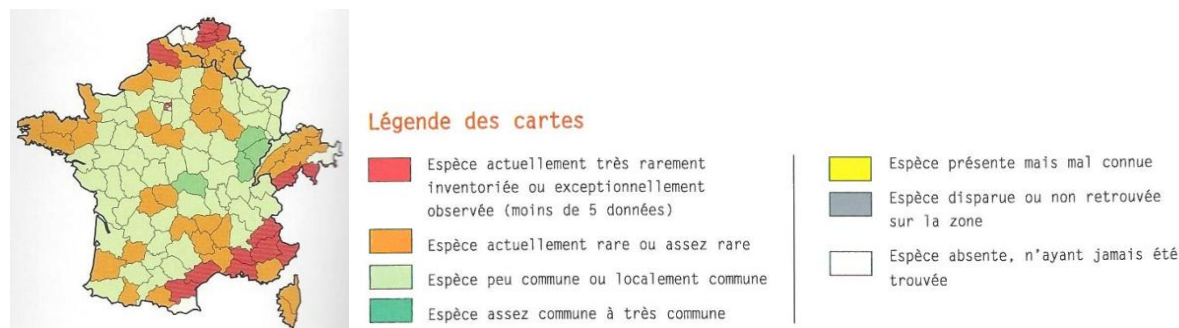 Légende des cartes
Espèce actuellement très rarement
inventoriée ou exceptionnellement
observée (moins de 5 données)
Espèce actuellement rare ou assez rare
Espèce peu commune ou localement commune
Espèce assez commune à très commune
Espèce présente mais mal connue
Espèce disparue ou non retrouvée
sur la zone
Espèce absente, n'ayant jamais été
trouvée